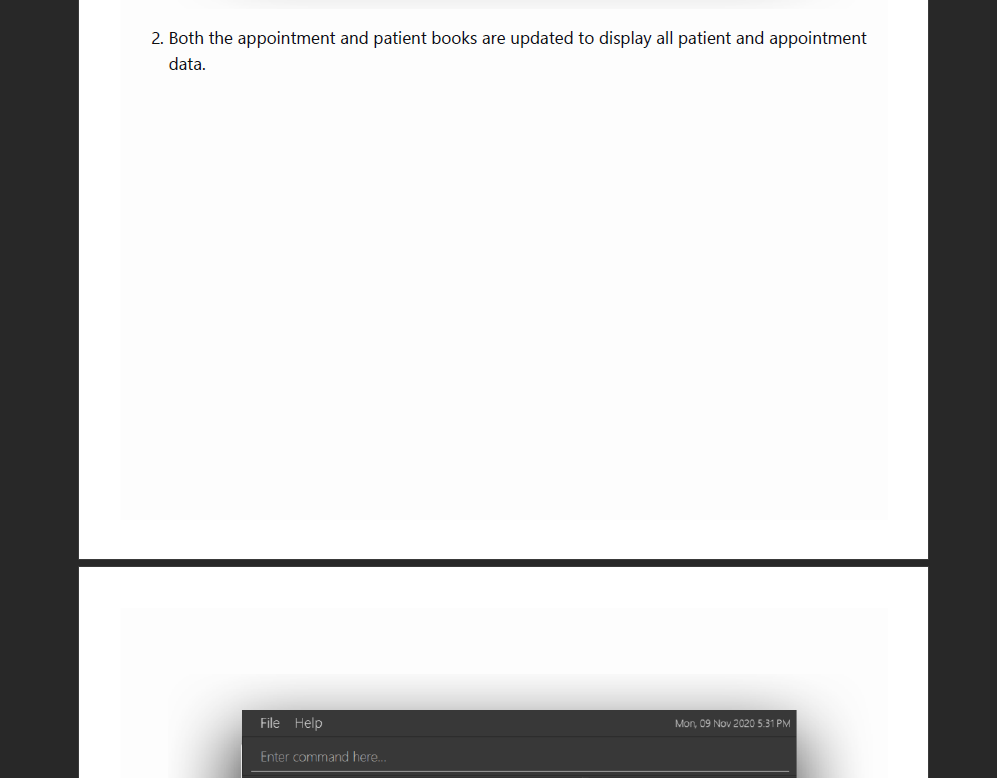 2. Both the appointment and patient books are updated to display all patient and appointment
data.
File Help Mon, 09 Nov 2020 5.31 PM
Enter command here...